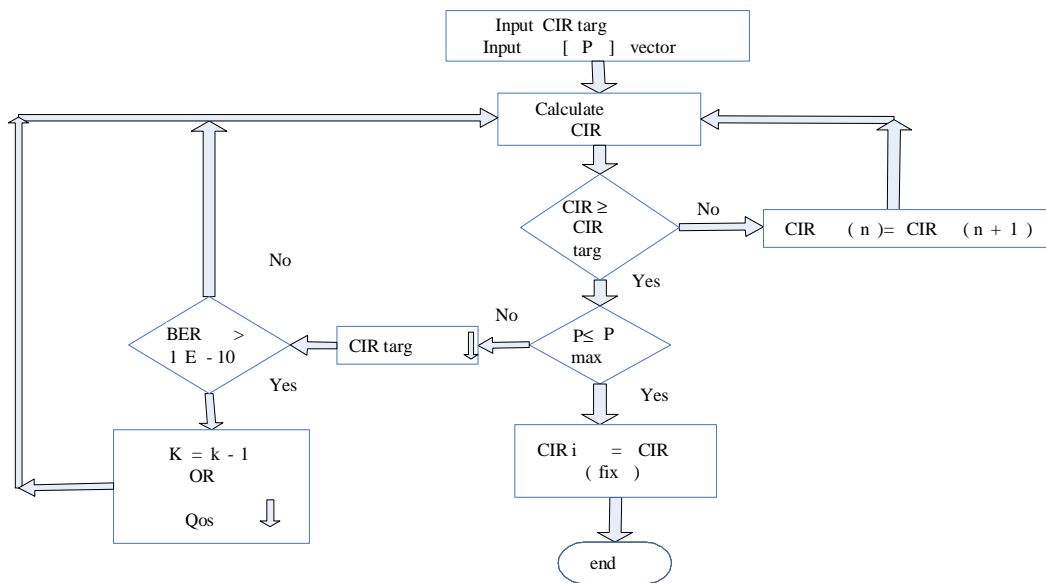 Input CIR targ
Input [ P ] vector
Calculate
CIR
CIR ≥
CIR
targ
No
CIR ( n )= CIR ( n + 1 )
Yes
No
BER >
1 E - 10
CIR targ
No
P≤ P
max
Yes
Yes
K = k - 1
OR
Qos
CIR i = CIR
( fix )
end